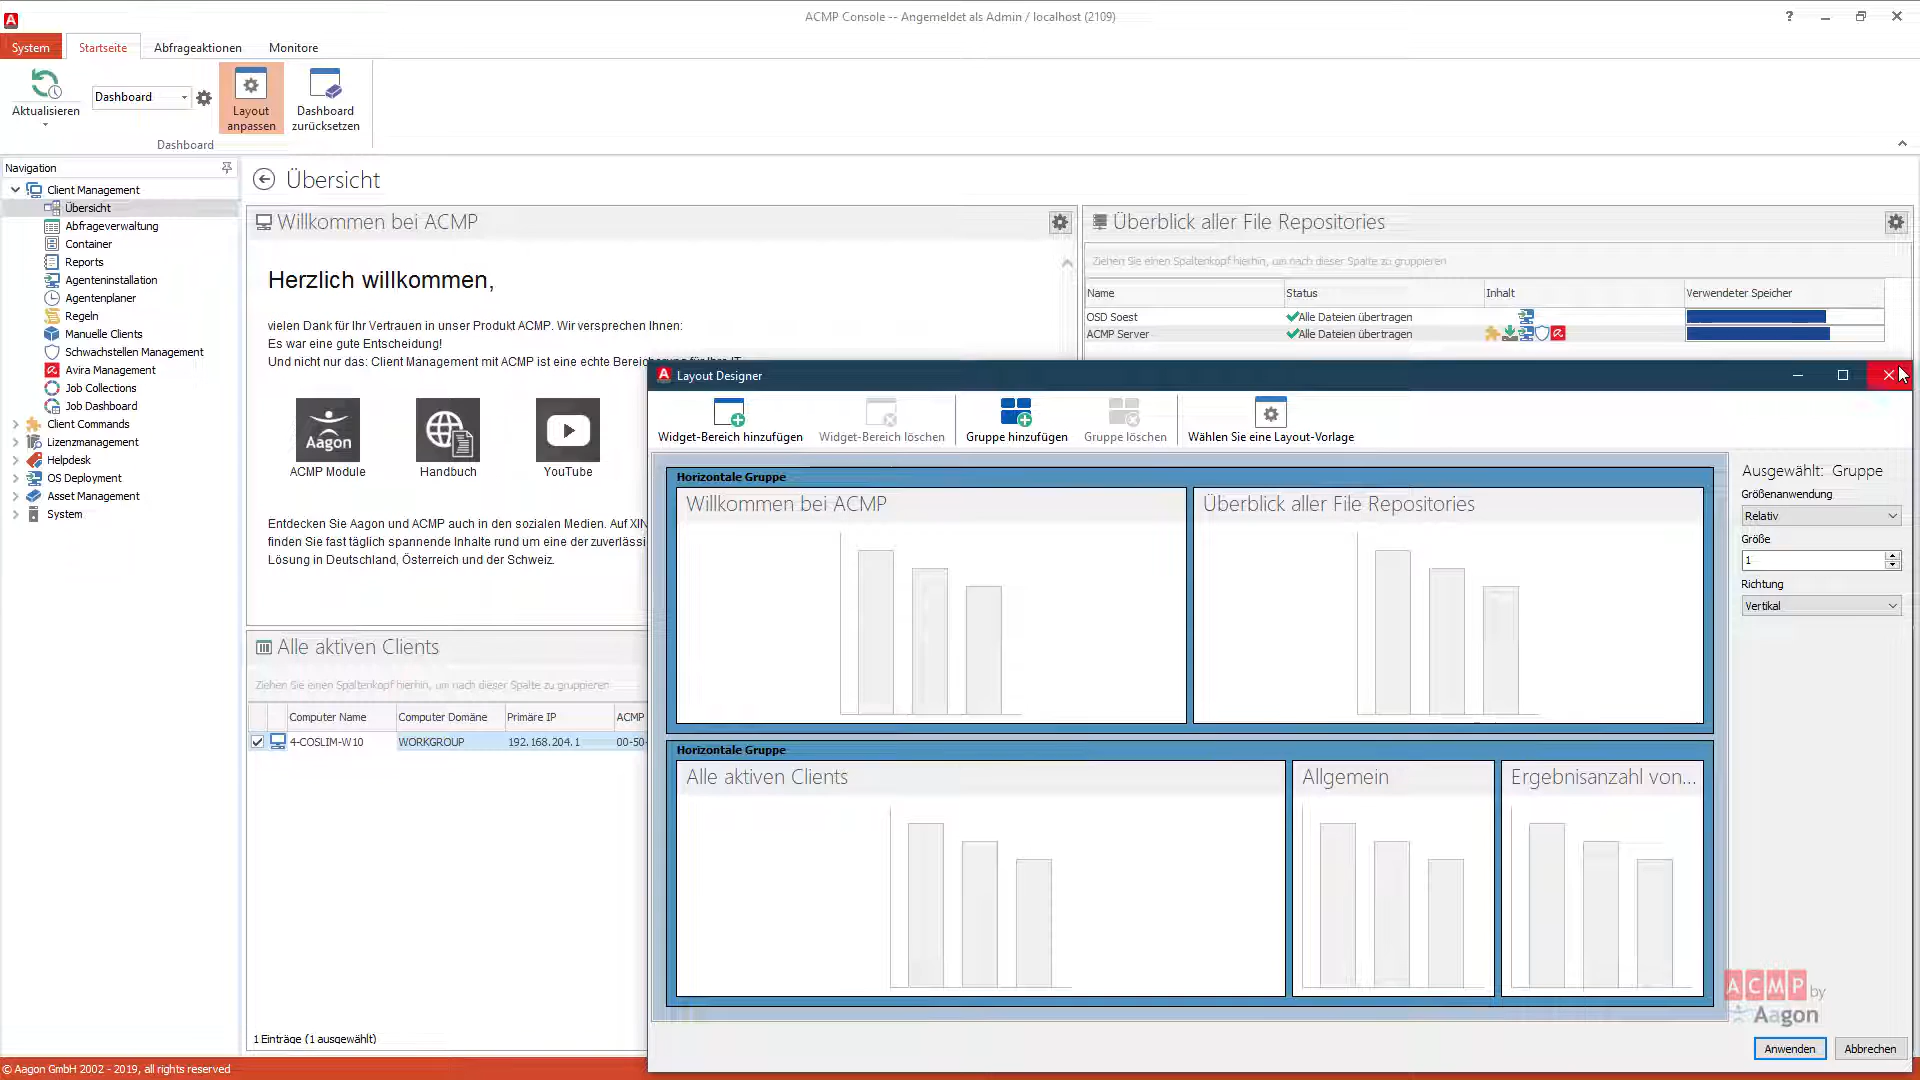 ACMP Console -- Angemeldet als Admin / localhost (2109)
System
Startseite
Abfrageaktionen
Monitore
Aktualisieren
Dashboard
Layout
anpassen
Dashboard
zurücksetzen
Dashboard
Navigation
Client Management
Übersicht
Abfrageverwaltung
Container
Reports
Agenteninstallation
Agentenplaner
Regeln
Manuelle Clients
Schwachstellen Management
Avira Management
Job Collections
Job Dashboard
Client Commands
Lizenzmanagement
Helpdesk
OS Deployment
Asset Management
System
Übersicht
Willkommen bei ACMP
Herzlich willkommen,
vielen Dank für Ihr Vertrauen in unser Produkt ACMP. Wir versprechen Ihnen:
Es war eine gute Entscheidung!
Und nicht nur das: Client Management mit ACMP ist eine echte Bereicherung für Ihre IT.
Aagon
ACMP Module
Handbuch
YouTube
Entdecken Sie Aagon und ACMP auch in den sozialen Medien. Auf XIN
finden Sie fast täglich spannende Inhalte rund um eine der zuverlässi
Lösung in Deutschland, Österreich und der Schweiz.
Überblick aller File Repositories
Ziehen Sie einen Spaltenkopf hierhin, um nach dieser Spalte zu gruppieren
Name Status Inhalt Verwendeter Speicher
OSD Soest Alle Dateien übertragen
ACMP Server Alle Dateien übertragen
Alle aktiven Clients
Ziehen Sie einen Spaltenkopf hierhin, um nach dieser Spalte zu gruppieren
Computer Name Computer Domäne Primäre IP ACMP
4-COSLIM-W10 WORKGROUP 192.168.204.1 00-50-
1 Einträge (1 ausgewählt)
Layout Designer
Widget-Bereich hinzufügen
Widget-Bereich löschen
Gruppe hinzufügen
Gruppe löschen
Wählen Sie eine Layout-Vorlage
Horizontale Gruppe
Willkommen bei ACMP
Überblick aller File Repositories
Horizontale Gruppe
Alle aktiven Clients
Allgemein
Ergebnisanzahl von...
Ausgewählt: Gruppe
Größenanwendung
Relativ
Größe
1
Richtung
Vertikal
ACMP by
Aagon
Anwenden
Abbrechen
© Aagon GmbH 2002 - 2019, all rights reserved